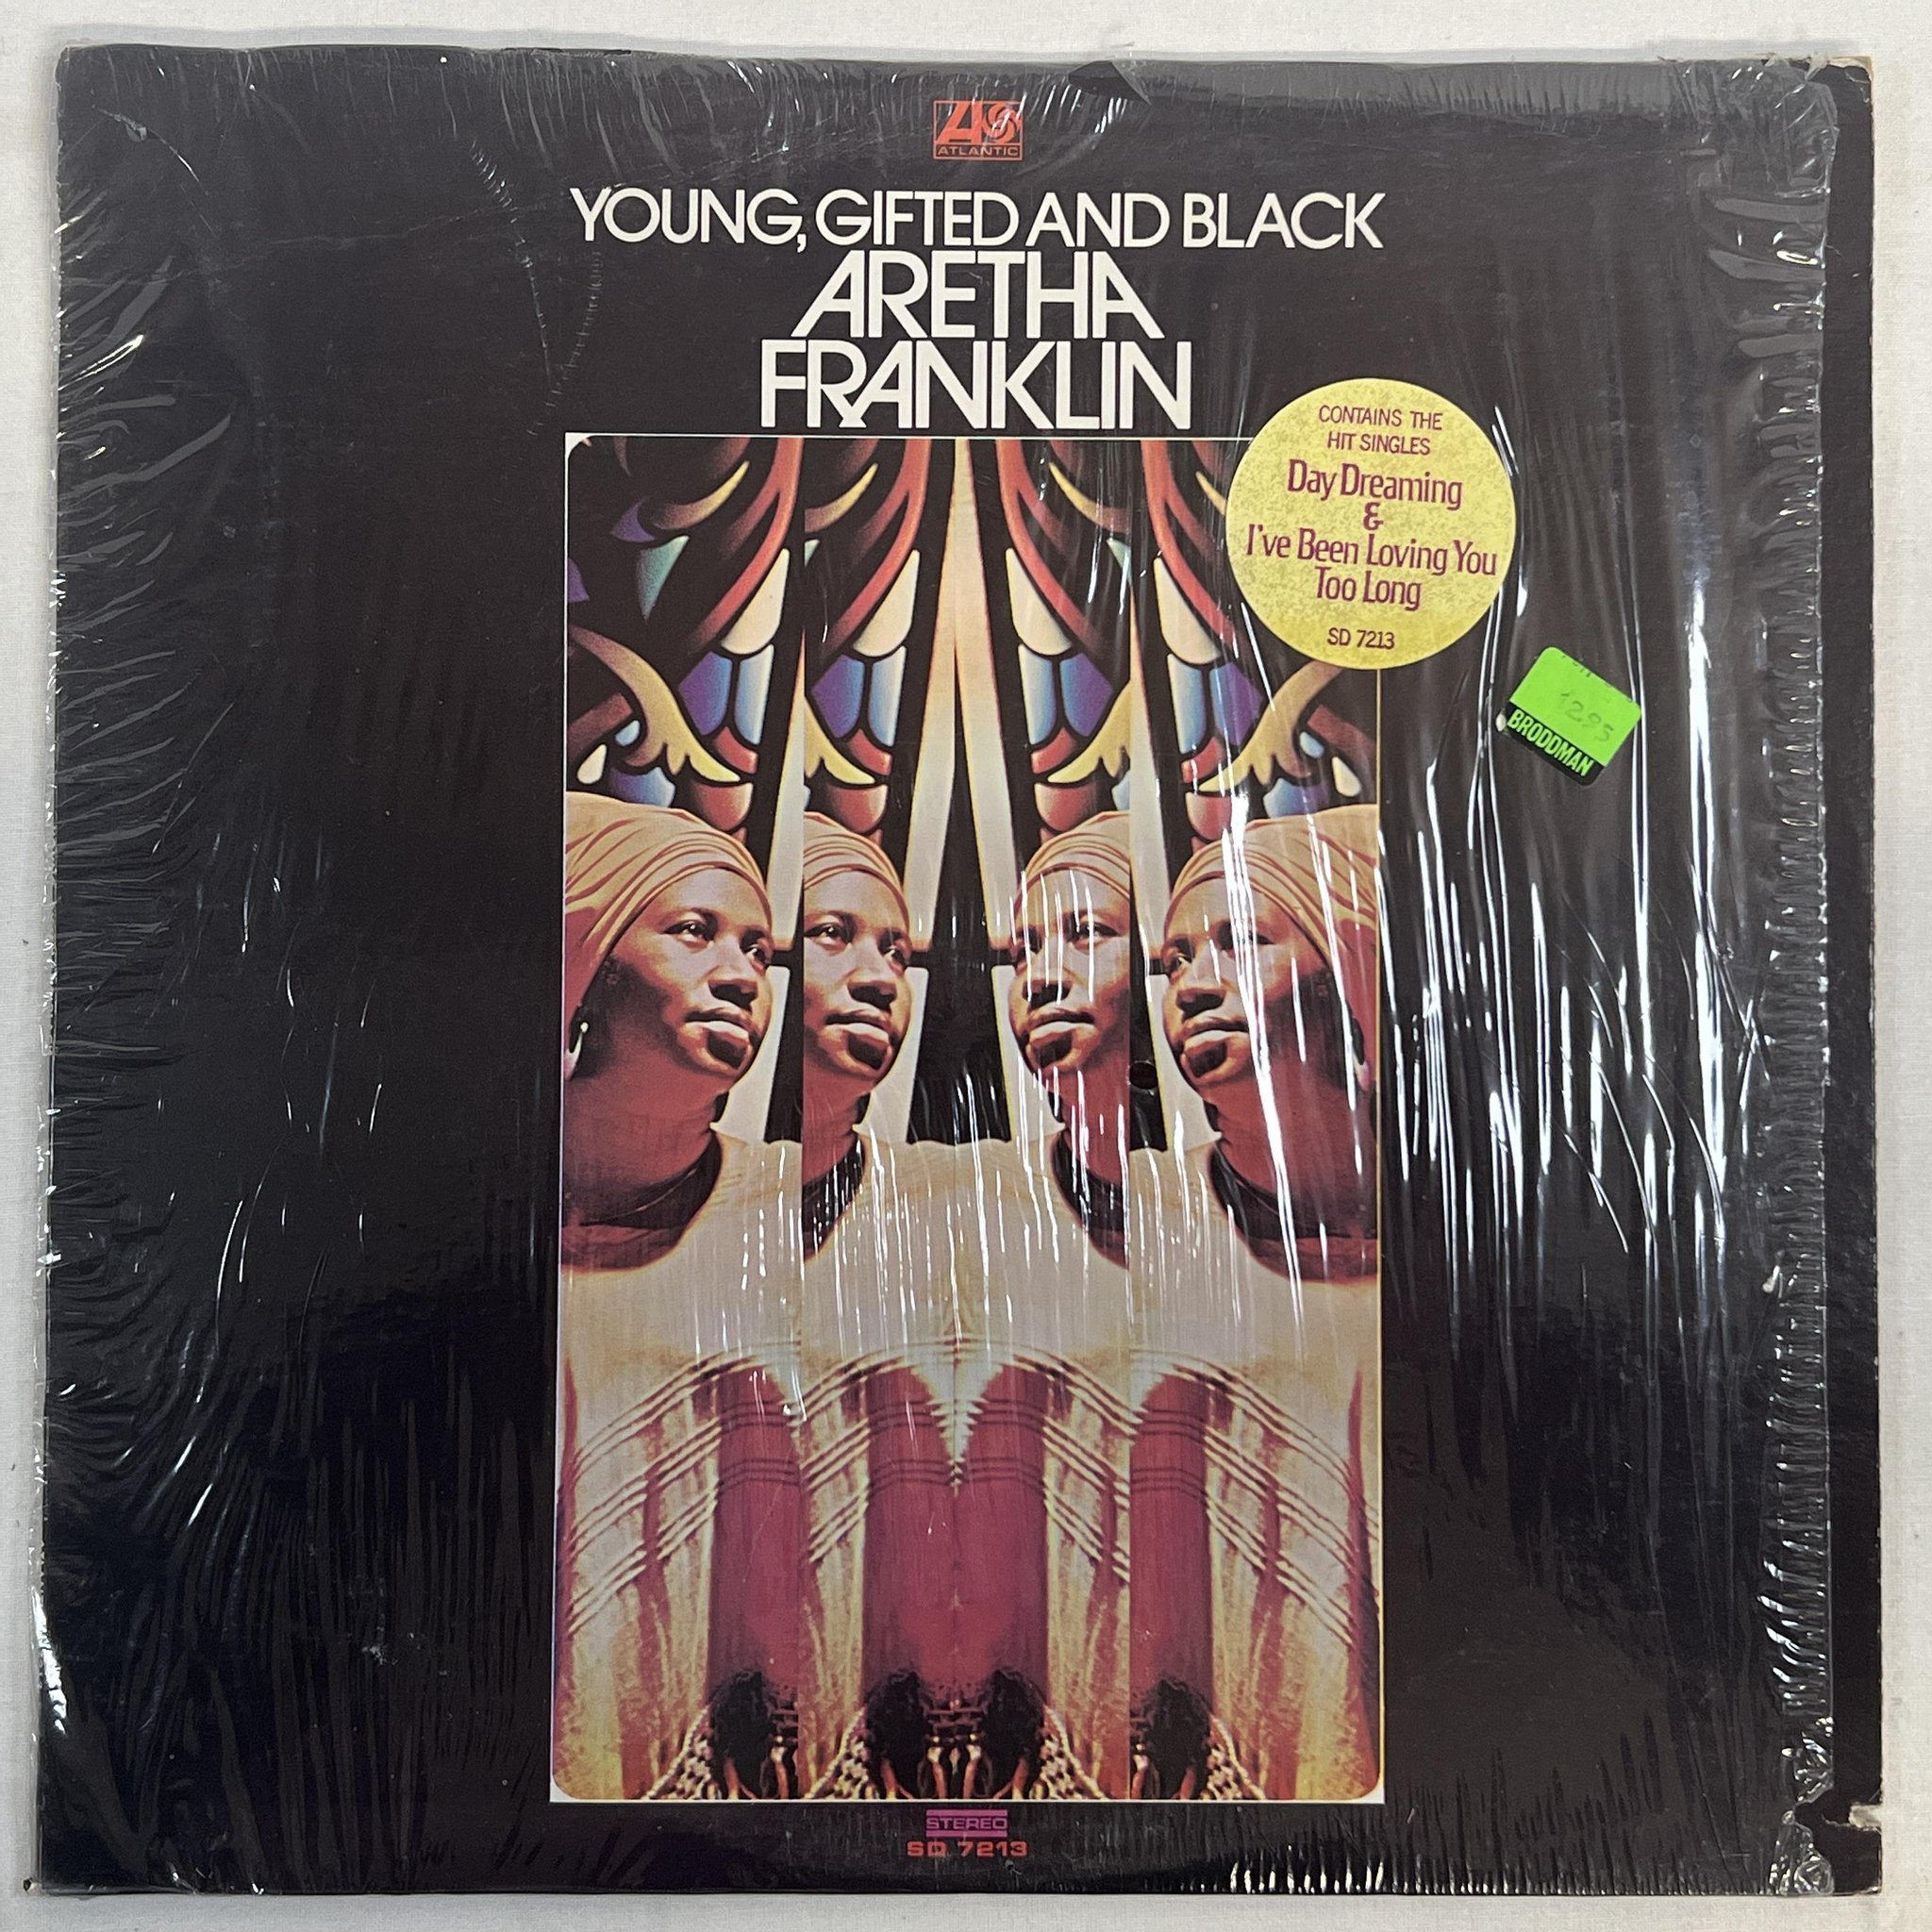 ATLANTIC
YOUNG, GIFTED AND BLACK
ARETHA
FRANKLIN
CONTAINS THE
HIT SINGLES
Day Dreaming
&
I've Been Loving You
Too Long
SD 7213
BRODDMAN
STEREO
SD 7213